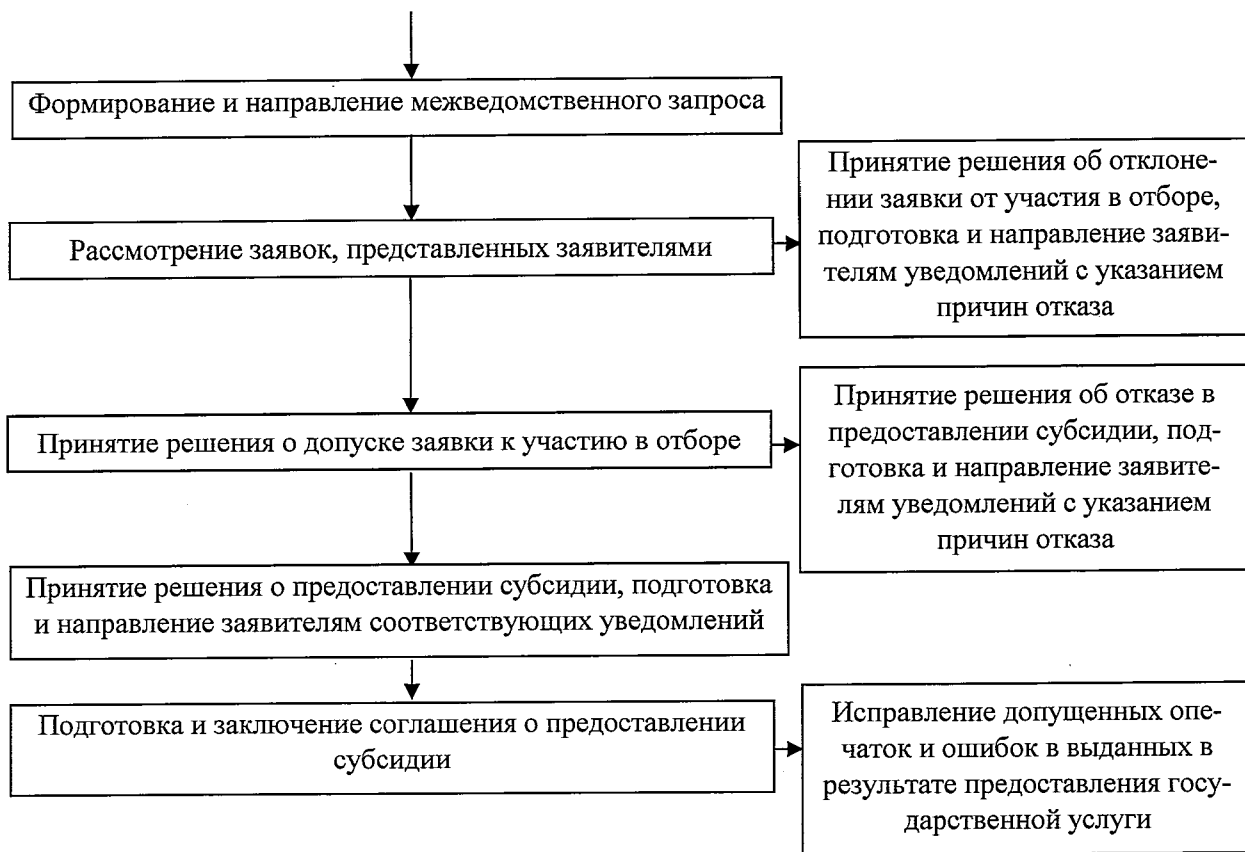 Формирование и направление межведомственного запроса
Рассмотрение заявок, представленных заявителями
Принятие решения об отклоне-
нии заявки от участия в отборе,
подготовка и направление заяви-
телям уведомлений с указанием
причин отказа
Принятие решения о допуске заявки к участию в отборе
Принятие решения об отказе в
предоставлении субсидии, под-
готовка и направление заявите-
лям уведомлений с указанием
причин отказа
Принятие решения о предоставлении субсидии, подготовка
и направление заявителям соответствующих уведомлений
Подготовка и заключение соглашения о предоставлении
субсидии
Исправление допущенных опе-
чаток и ошибок в выданных в
результате предоставления госу-
дарственной услуги